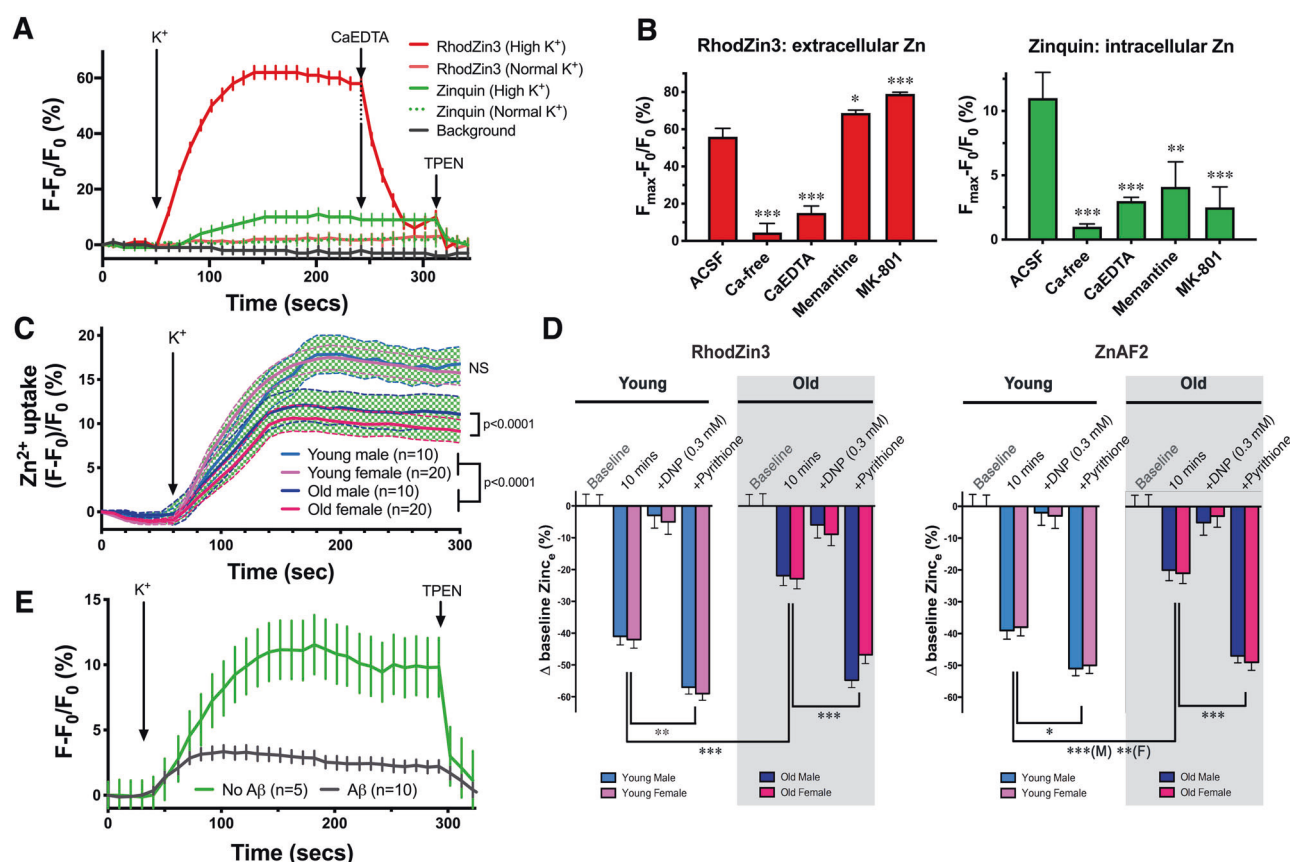 A
K⁺
CaEDTA
TPEN
RhodZin3 (High K⁺)
RhodZin3 (Normal K⁺)
Zinquin (High K⁺)
Zinquin (Normal K⁺)
Background
F-F₀/F₀ (%)
60
40
20
0
0
100
200
300
Time (secs)
B
RhodZin3: extracellular Zn
Fmax-F₀/F₀ (%)
80
60
40
20
0
***
***
*
***
ACSF
Ca-free
CaEDTA
Memantine
MK-801
Zinquin: intracellular Zn
Fmax-F₀/F₀ (%)
10
5
0
***
***
**
***
ACSF
Ca-free
CaEDTA
Memantine
MK-801
C
K⁺
Zn²⁺ uptake
(F-F₀)/F₀ (%)
20
15
10
5
0
NS
p<0.0001
Young male (n=10)
Young female (n=20)
Old male (n=10)
Old female (n=20)
p<0.0001
0
60
120
180
240
300
Time (sec)
D
RhodZin3
Young
Old
Baseline
10 mins
+DNP (0.3 mM)
+Pyrithione
Baseline
10 mins
+DNP (0.3 mM)
+Pyrithione
Δ baseline Zincₑ (%)
0
-10
-20
-30
-40
-50
-60
**
***
***
Young Male
Young Female
Old Male
Old Female
ZnAF2
Young
Old
Baseline
10 mins
+DNP (0.3 mM)
+Pyrithione
Baseline
10 mins
+DNP (0.3 mM)
+Pyrithione
Δ baseline Zincₑ (%)
0
-10
-20
-30
-40
-50
-60
*
***
***(M) **(F)
Young Male
Young Female
Old Male
Old Female
E
K⁺
TPEN
F-F₀/F₀ (%)
15
10
5
0
No Aβ (n=5)
Aβ (n=10)
0
100
200
300
Time (secs)